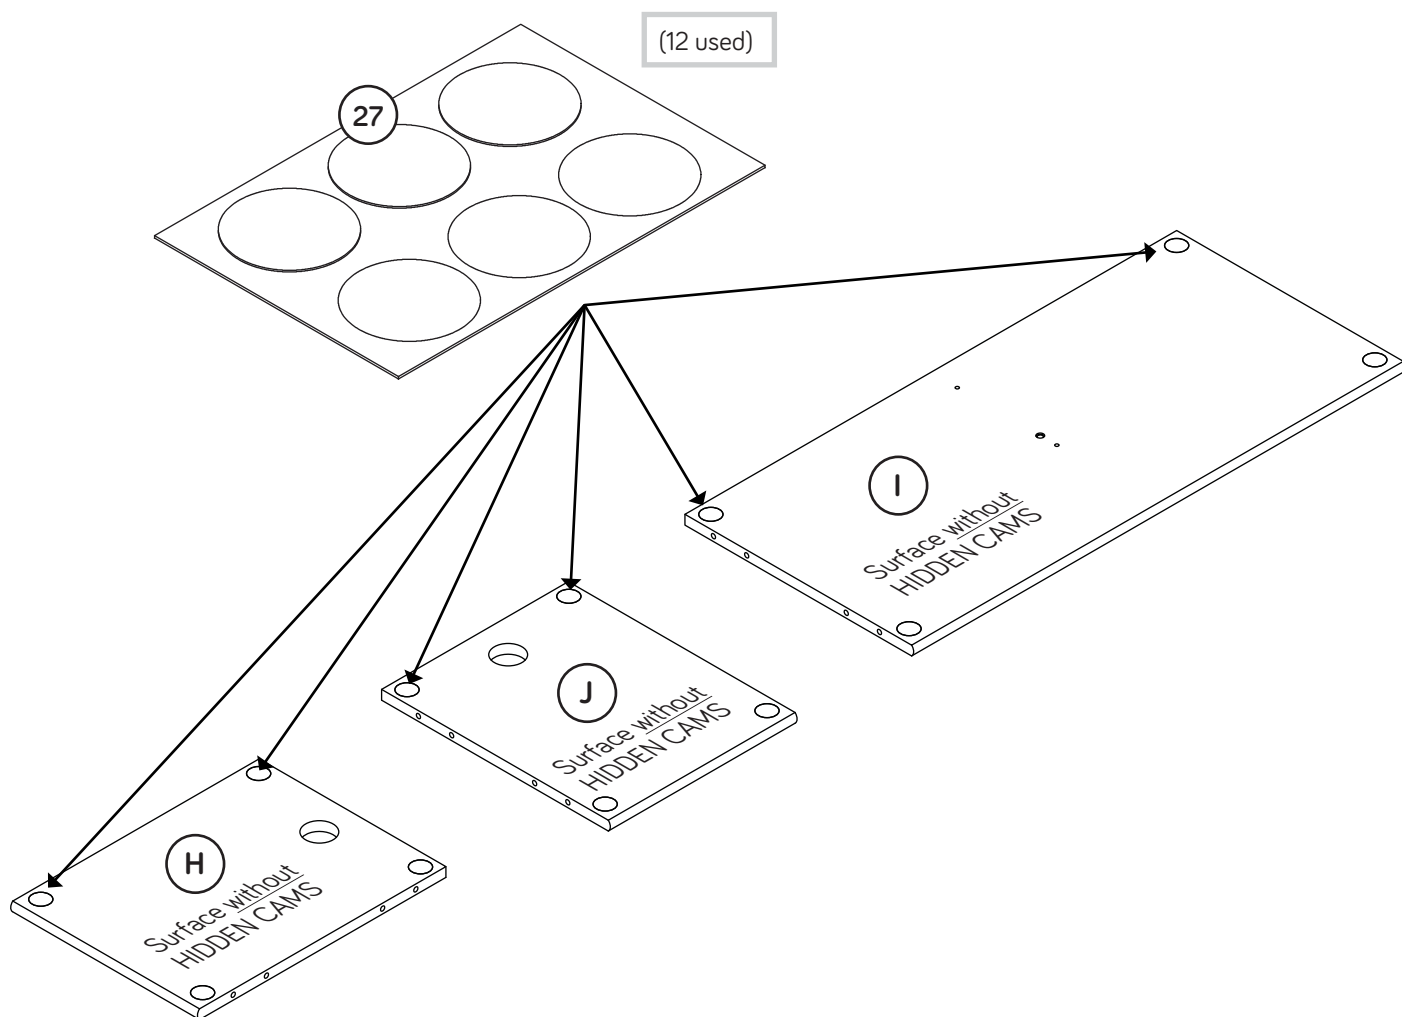 (12 used)
27
I
Surface without
HIDDEN CAMS
J
Surface without
HIDDEN CAMS
H
Surface without
HIDDEN CAMS